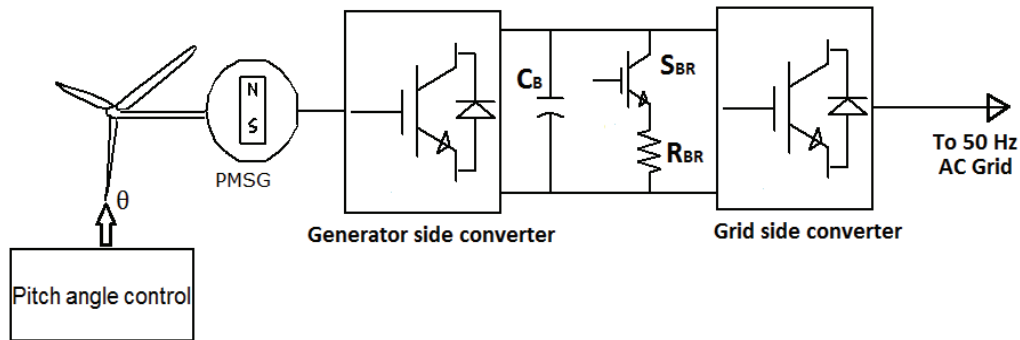 C_B
S_BR
R_BR
N
S
PMSG
θ
Pitch angle control
Generator side converter
Grid side converter
To 50 Hz
AC Grid